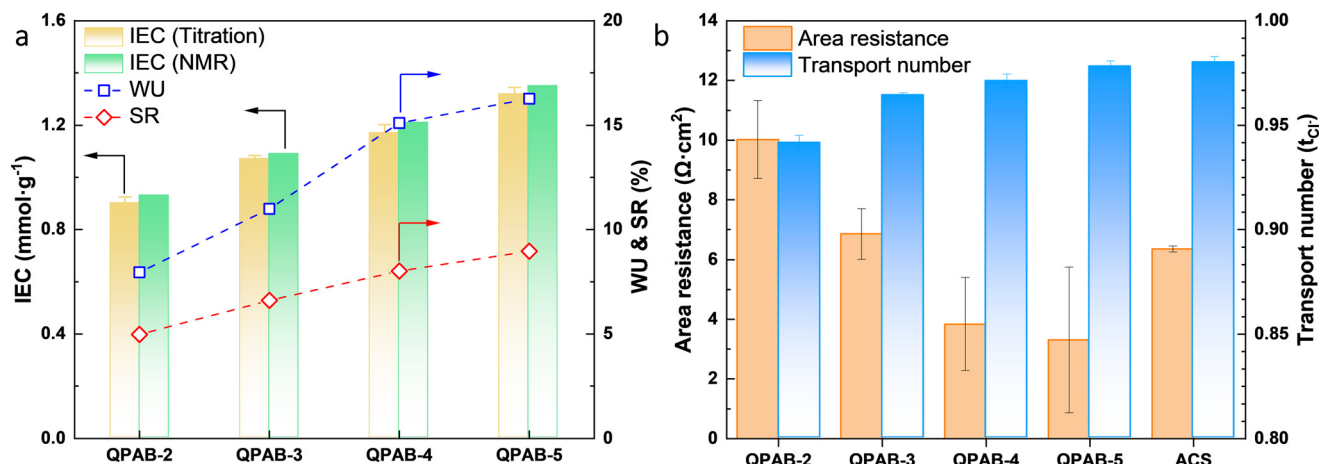 a
IEC (Titration)
IEC (NMR)
WU
SR
IEC (mmol·g⁻¹)
1.6
1.2
0.8
0.4
0.0
20
15
10
5
0
WU & SR (%)
QPAB-2 QPAB-3 QPAB-4 QPAB-5
b
Area resistance
Transport number
Area resistance (Ω·cm²)
14
12
10
8
6
4
2
0
1.00
0.95
0.90
0.85
0.80
Transport number (t_Cl⁻)
QPAB-2 QPAB-3 QPAB-4 QPAB-5 ACS